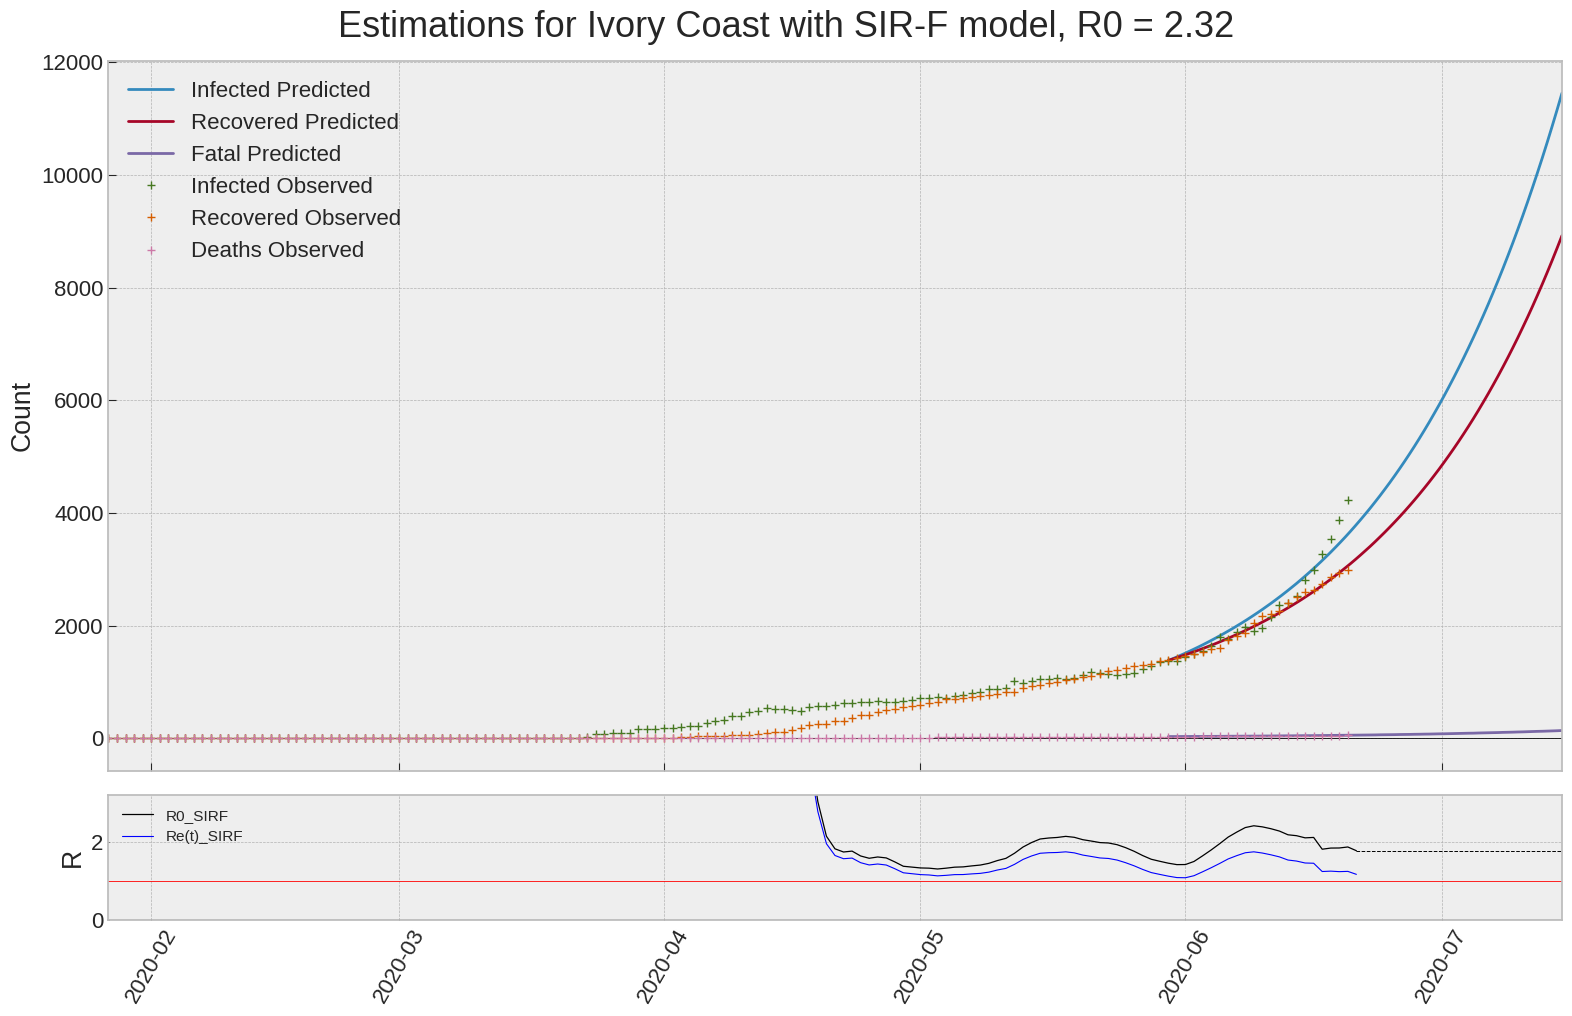 Estimations for Ivory Coast with SIR-F model, R0 = 2.32
12000
10000
8000
6000
4000
2000
0
Count
Infected Predicted
Recovered Predicted
Fatal Predicted
Infected Observed
Recovered Observed
Deaths Observed
2
0
R
R0_SIRF
Re(t)_SIRF
2020-02
2020-03
2020-04
2020-05
2020-06
2020-07